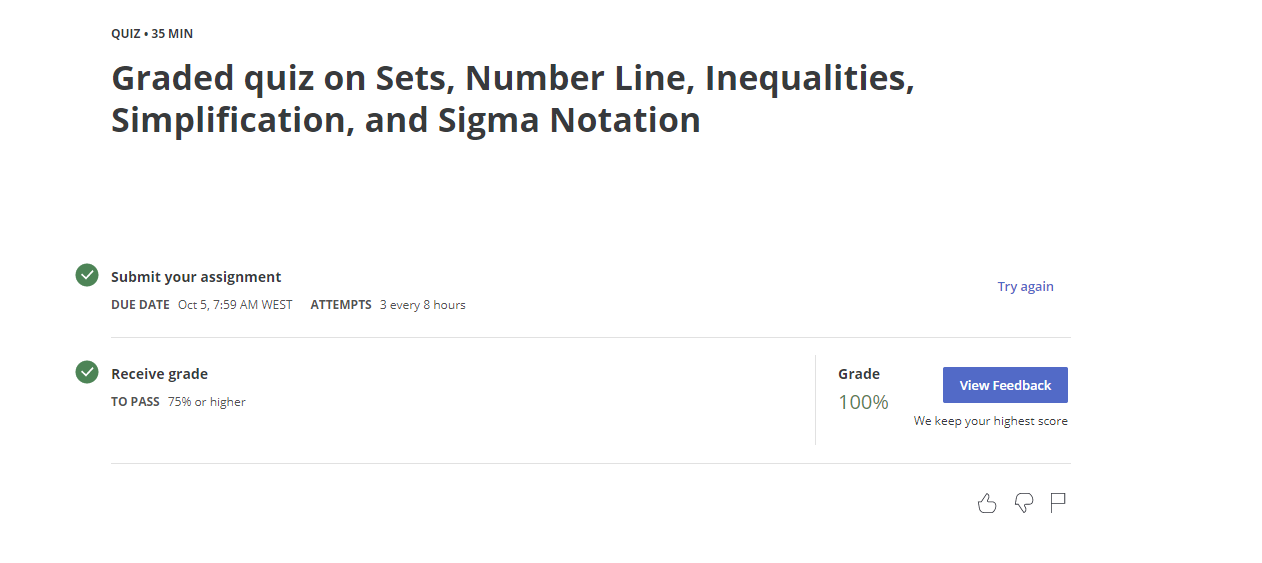 QUIZ • 35 MIN
Graded quiz on Sets, Number Line, Inequalities,
Simplification, and Sigma Notation
Submit your assignment
DUE DATE Oct 5, 7:59 AM WEST ATTEMPTS 3 every 8 hours
Try again
Receive grade
TO PASS 75% or higher
Grade
100%
View Feedback
We keep your highest score